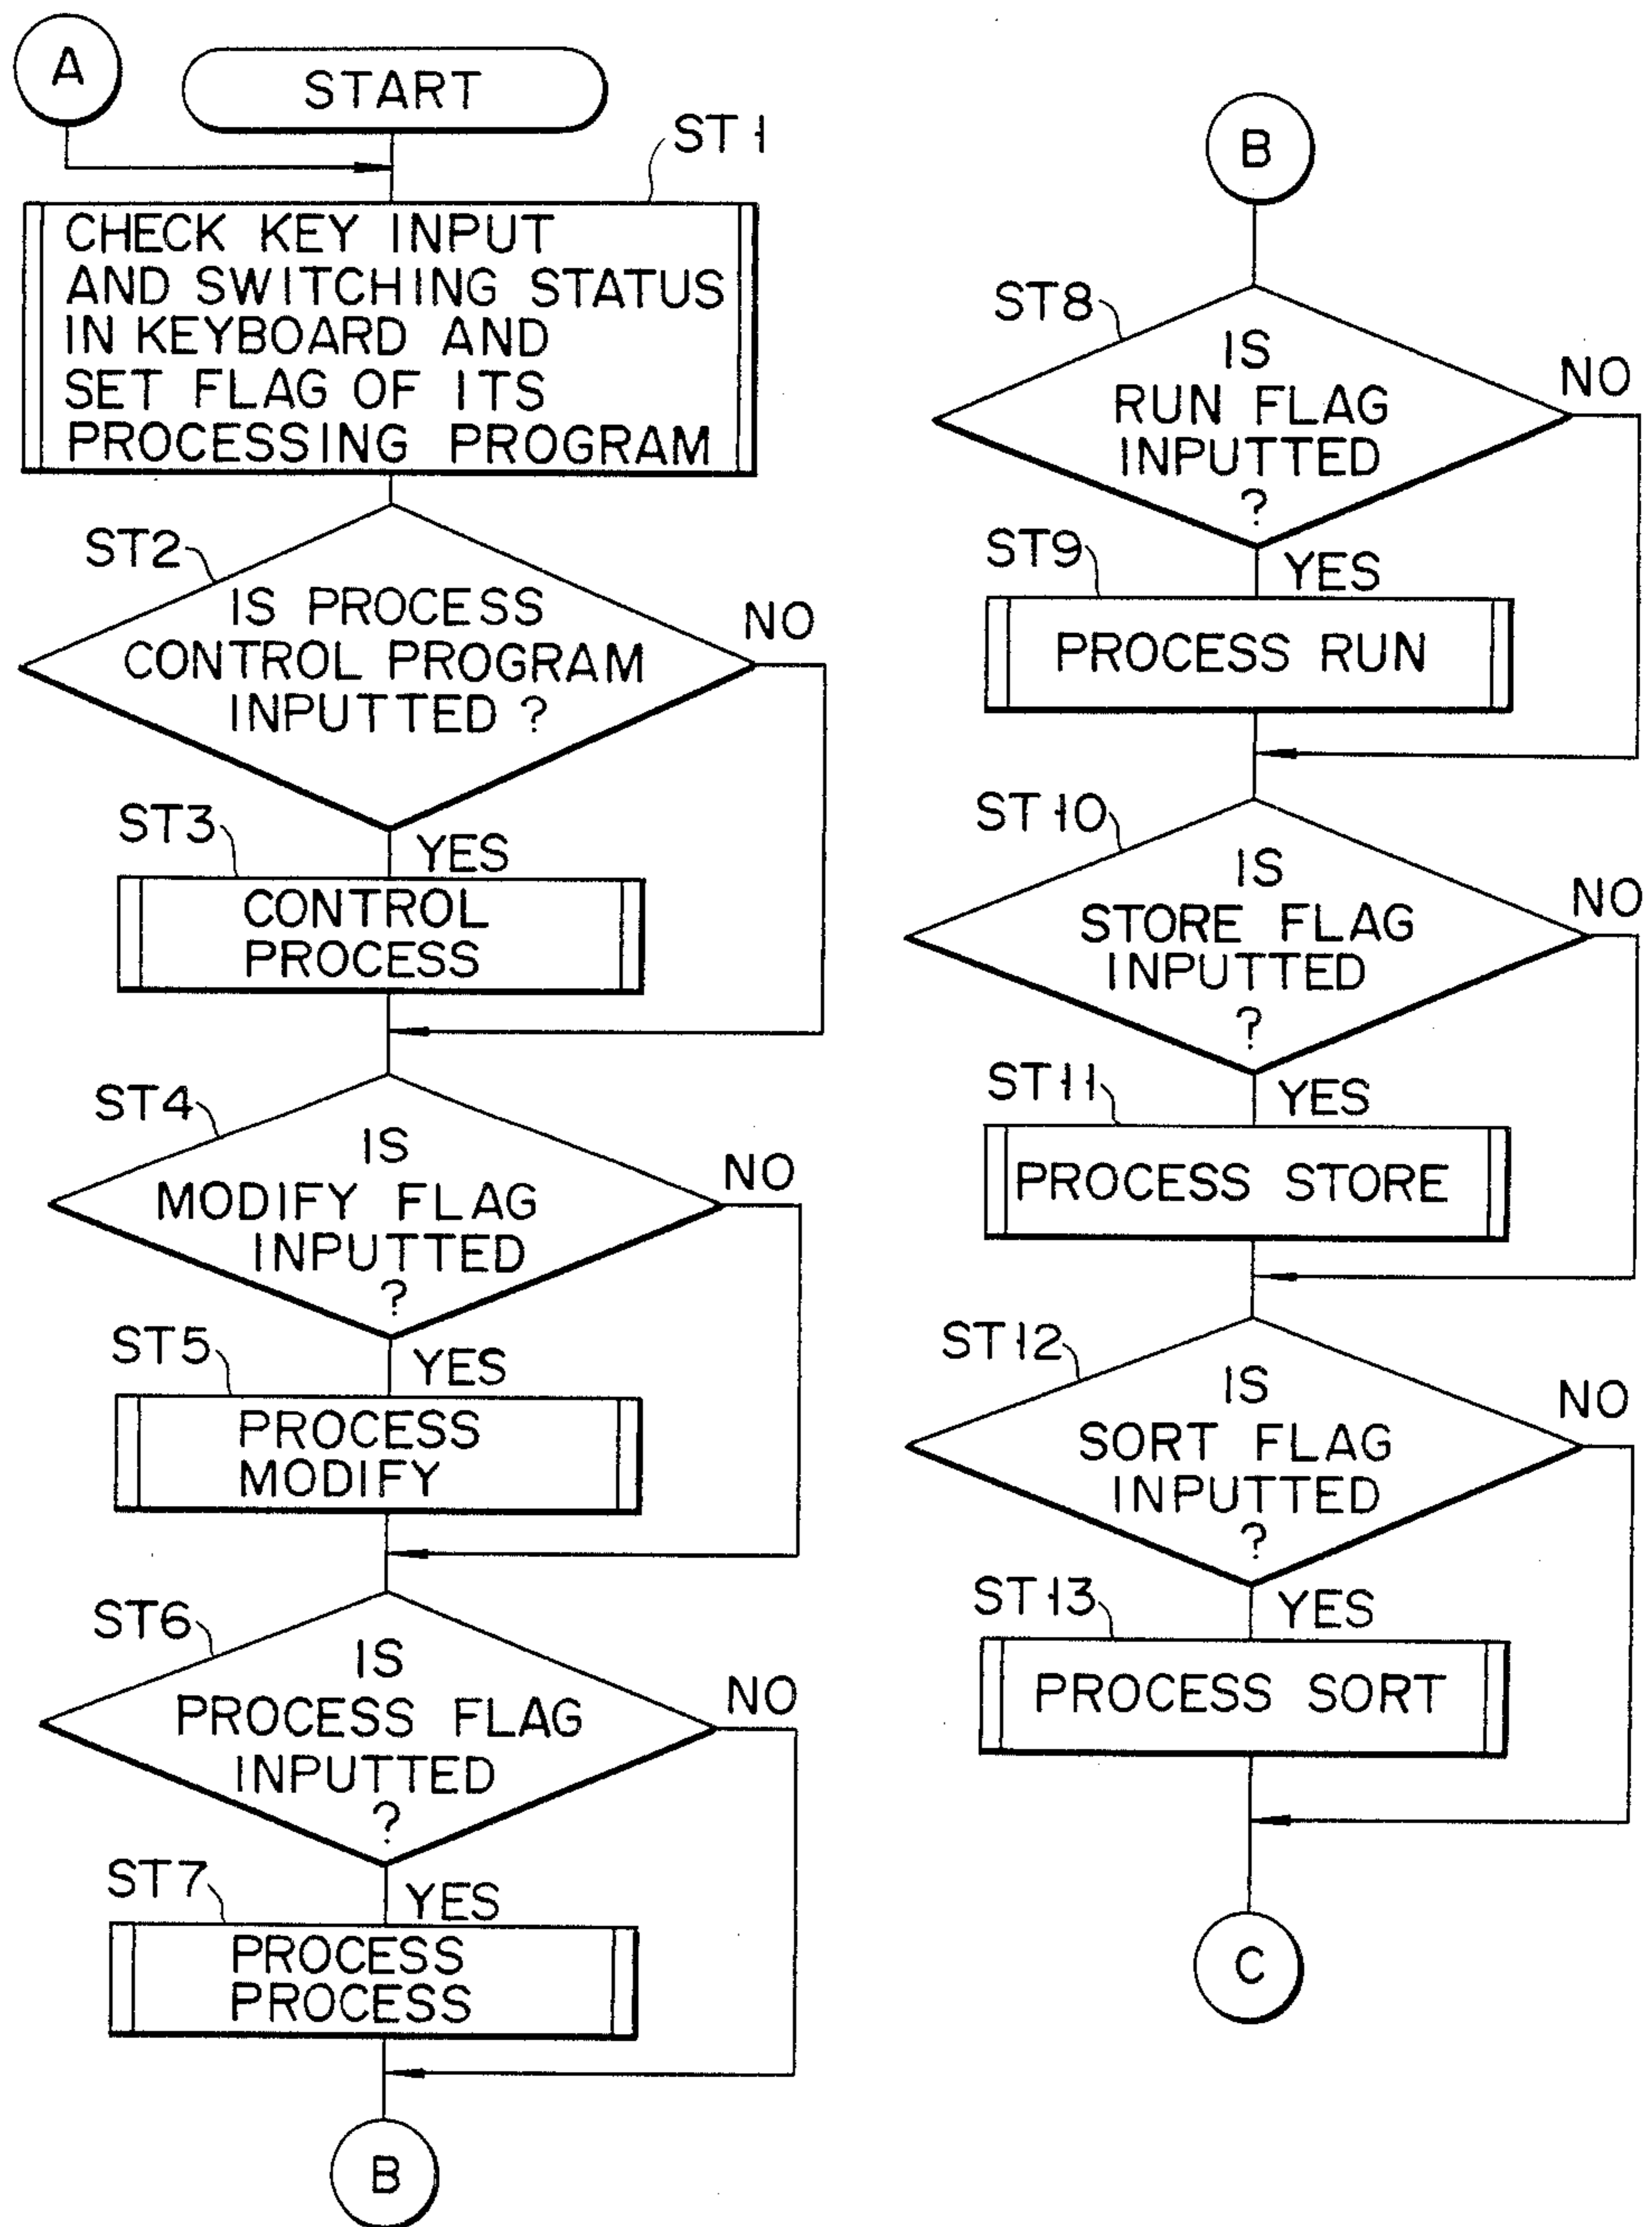 A
START
ST1
CHECK KEY INPUT
AND SWITCHING STATUS
IN KEYBOARD AND
SET FLAG OF ITS
PROCESSING PROGRAM
ST2
IS PROCESS
CONTROL PROGRAM
INPUTTED ?
NO
ST3
YES
CONTROL
PROCESS
ST4
IS
MODIFY FLAG
INPUTTED
?
NO
ST5
YES
PROCESS
MODIFY
ST6
IS
PROCESS FLAG
INPUTTED
?
NO
ST7
YES
PROCESS
PROCESS
B
B
ST8
IS
RUN FLAG
INPUTTED
?
NO
ST9
YES
PROCESS RUN
ST10
IS
STORE FLAG
INPUTTED
?
NO
ST11
YES
PROCESS STORE
ST12
IS
SORT FLAG
INPUTTED
?
NO
ST13
YES
PROCESS SORT
C